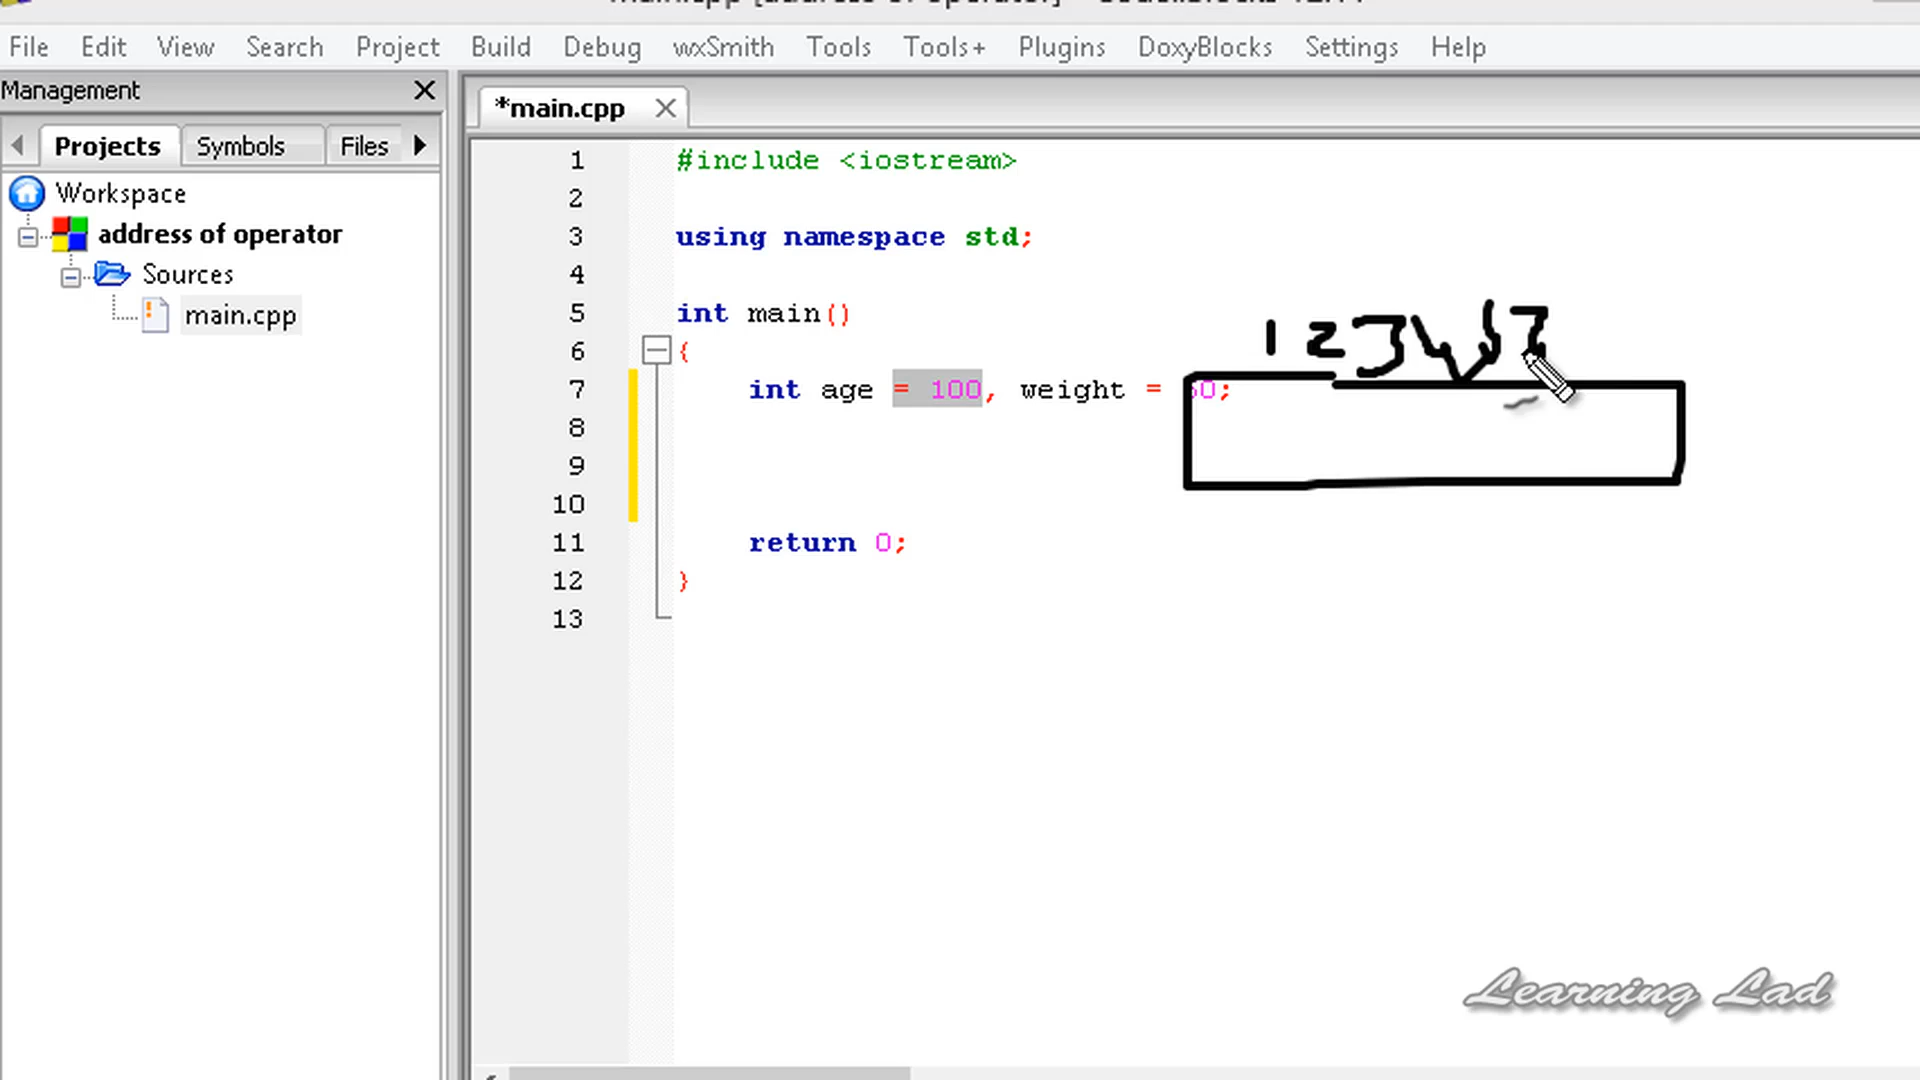 File Edit View Search Project Build Debug wxSmith Tools Tools+ Plugins DoxyBlocks Settings Help
Management
*main.cpp
Projects Symbols Files
Workspace
address of operator
Sources
main.cpp
1 #include <iostream>
2
3 using namespace std;
4
5 int main()
6 {
7 int age = 100, weight = 0;
8
9
10
11 return 0;
12 }
13
1 2 3 4
Learning Lad